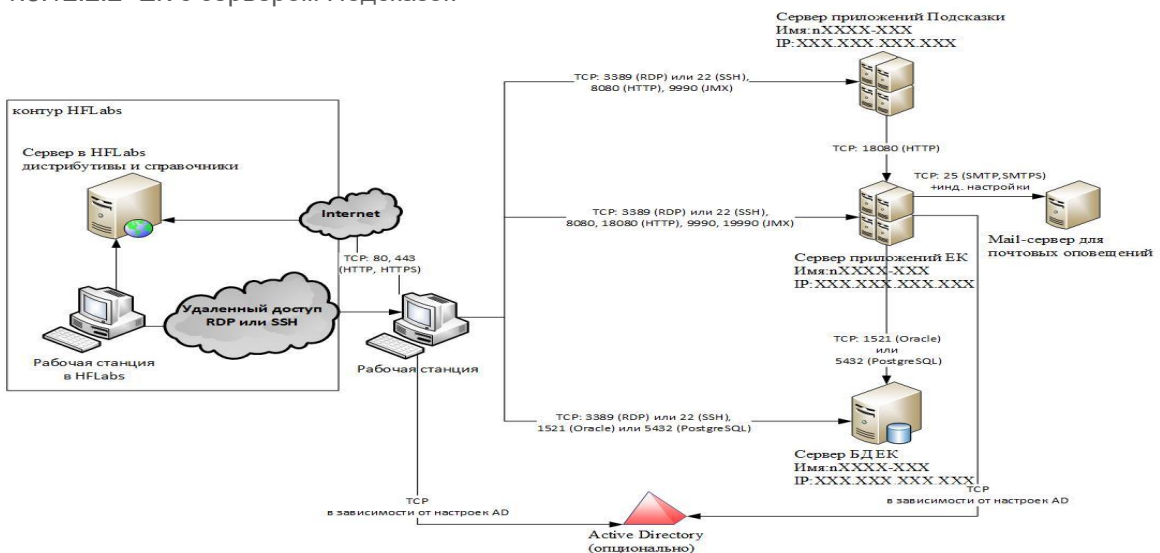 ЕК с сервером Подсказок
Сервер приложений Подсказки
Имя:nXXXX-XXX
IP:XXX.XXX.XXX.XXX
TCP: 3389 (RDP) или 22 (SSH),
8080 (HTTP), 9990 (JMX)
контур HFLabs
Сервер в HFLabs
дистрибутивы и справочники
TCP: 18080 (HTTP)
TCP: 25 (SMTP,SMTPS)
+инд. настройки
Internet
TCP: 3389 (RDP) или 22 (SSH),
8080, 18080 (HTTP), 9990, 19990 (JMX)
Mail-сервер для
почтовых оповещений
TCP: 80, 443
(HTTP, HTTPS)
Сервер приложений ЕК
Имя:nXXXX-XXX
IP:XXX.XXX.XXX.XXX
Удаленный доступ
RDP или SSH
TCP: 1521 (Oracle)
или
5432 (PostgreSQL)
Рабочая станция
в HFLabs
Рабочая станция
TCP: 3389 (RDP) или 22 (SSH),
1521 (Oracle) или 5432 (PostgreSQL)
Сервер БД ЕК
Имя:nXXXX-XXX
IP:XXX.XXX.XXX.XXX
TCP
в зависимости от настроек AD
TCP
в зависимости от настроек AD
Active Directory
(опционально)